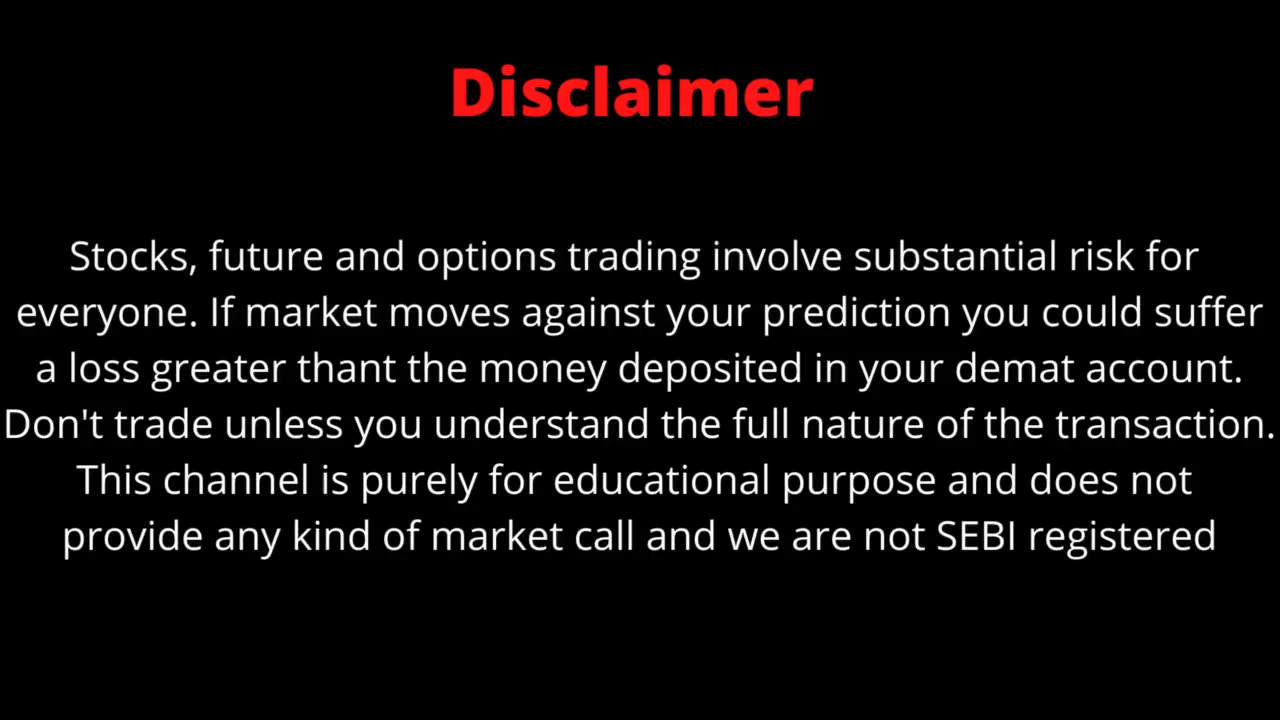 Disclaimer
Stocks, future and options trading involve substantial risk for
everyone. If market moves against your prediction you could suffer
a loss greater thant the money deposited in your demat account.
Don't trade unless you understand the full nature of the transaction.
This channel is purely for educational purpose and does not
provide any kind of market call and we are not SEBI registered